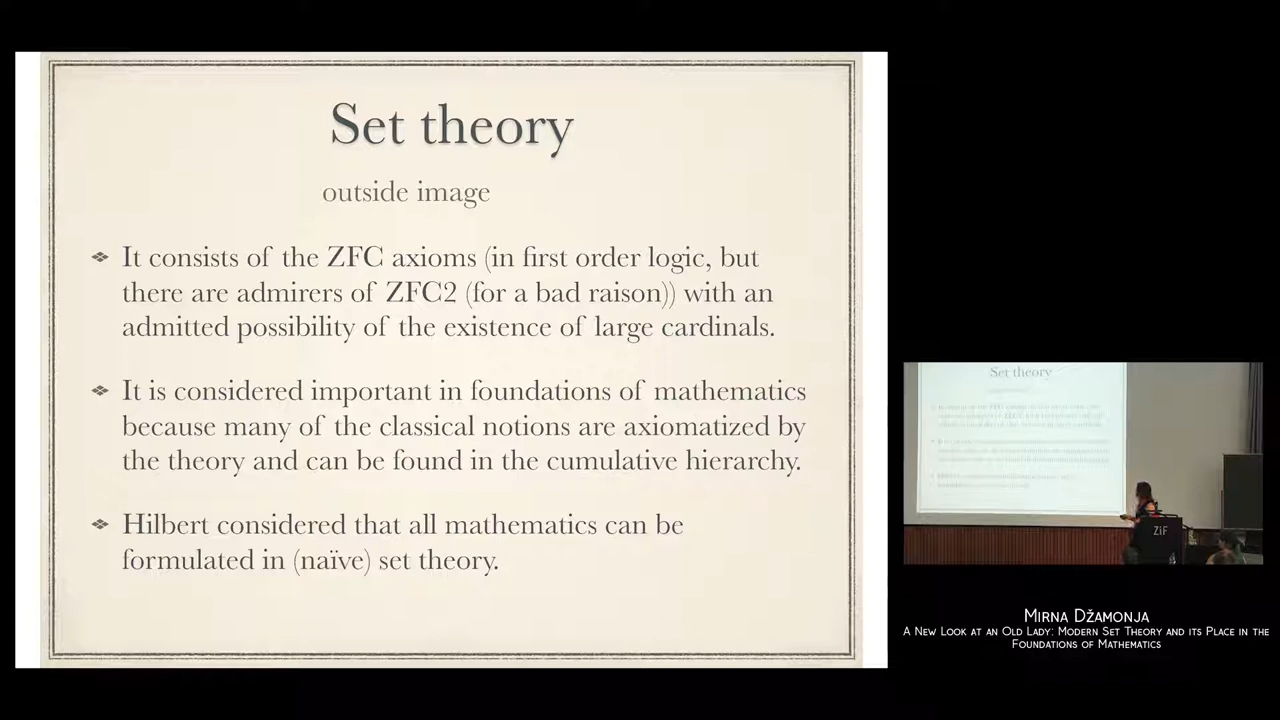 Set theory
outside image
❖ It consists of the ZFC axioms (in first order logic, but
there are admirers of ZFC2 (for a bad raison)) with an
admitted possibility of the existence of large cardinals.
❖ It is considered important in foundations of mathematics
because many of the classical notions are axiomatized by
the theory and can be found in the cumulative hierarchy.
❖ Hilbert considered that all mathematics can be
formulated in (naïve) set theory.
Set theory
ZiF
Mirna Džamonja
A New Look at an Old Lady: Modern Set Theory and its Place in the
Foundations of Mathematics